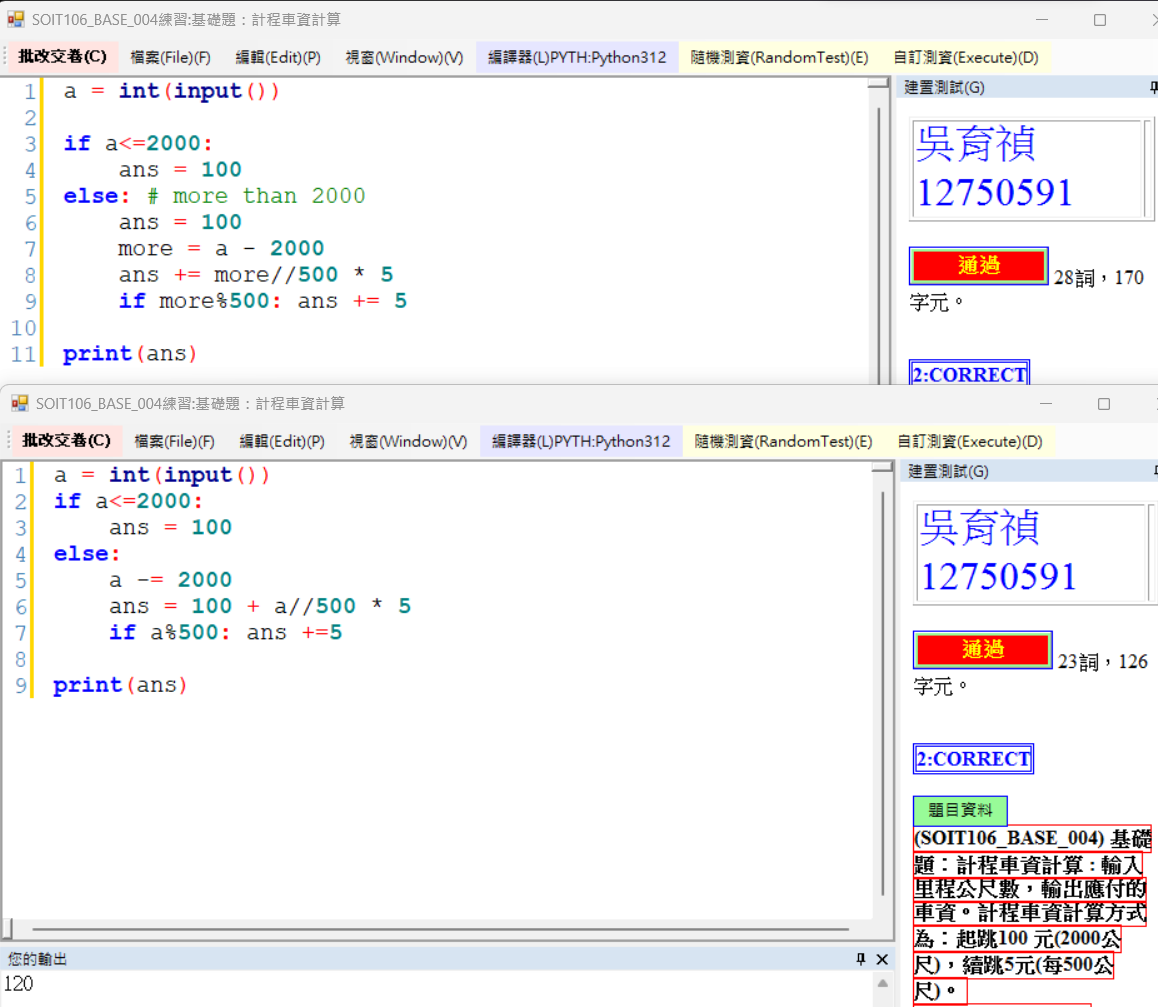 SOIT106_BASE_004練習:基礎題：計程車資計算
批改交卷(C) 檔案(File)(F) 編輯(Edit)(P) 視窗(Window)(V) 編譯器(L)PYTH:Python312 隨機測資(RandomTest)(E) 自訂測資(Execute)(D)
1 a = int(input())
2
3 if a<=2000:
4     ans = 100
5 else: # more than 2000
6     ans = 100
7     more = a - 2000
8     ans += more//500 * 5
9     if more%500: ans += 5
10
11 print(ans)
建置測試(G)
吳育禎
12750591
通過 28詞，170
字元。
2:CORRECT
SOIT106_BASE_004練習:基礎題：計程車資計算
批改交卷(C) 檔案(File)(F) 編輯(Edit)(P) 視窗(Window)(V) 編譯器(L)PYTH:Python312 隨機測資(RandomTest)(E) 自訂測資(Execute)(D)
1 a = int(input())
2 if a<=2000:
3     ans = 100
4 else:
5     a -= 2000
6     ans = 100 + a//500 * 5
7     if a%500: ans +=5
8
9 print(ans)
您的輸出
120
建置測試(G)
吳育禎
12750591
通過 23詞，126
字元。
2:CORRECT
題目資料
(SOIT106_BASE_004) 基礎
題：計程車資計算 : 輸入
里程公尺數，輸出應付的
車資。計程車資計算方式
為：起跳100 元(2000公
尺)，續跳5元(每500公
尺)。